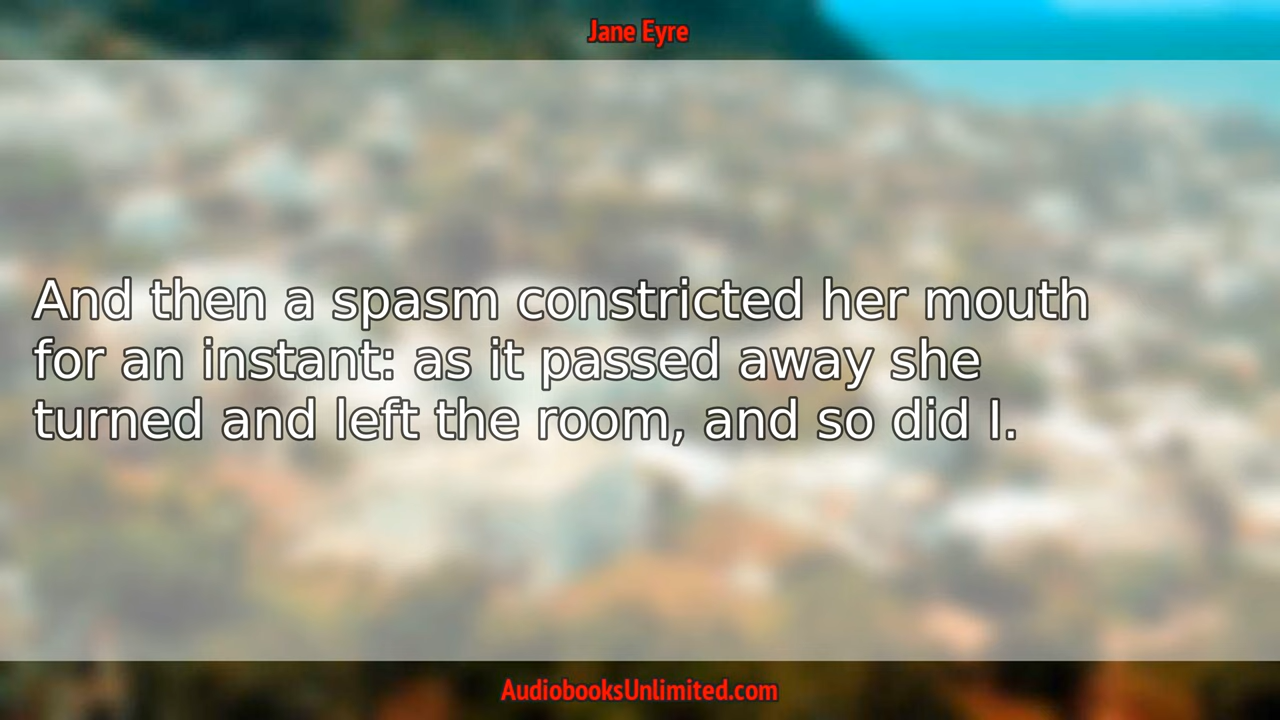 Jane Eyre
And then a spasm constricted her mouth
for an instant: as it passed away she
turned and left the room, and so did I.
AudiobooksUnlimited.com